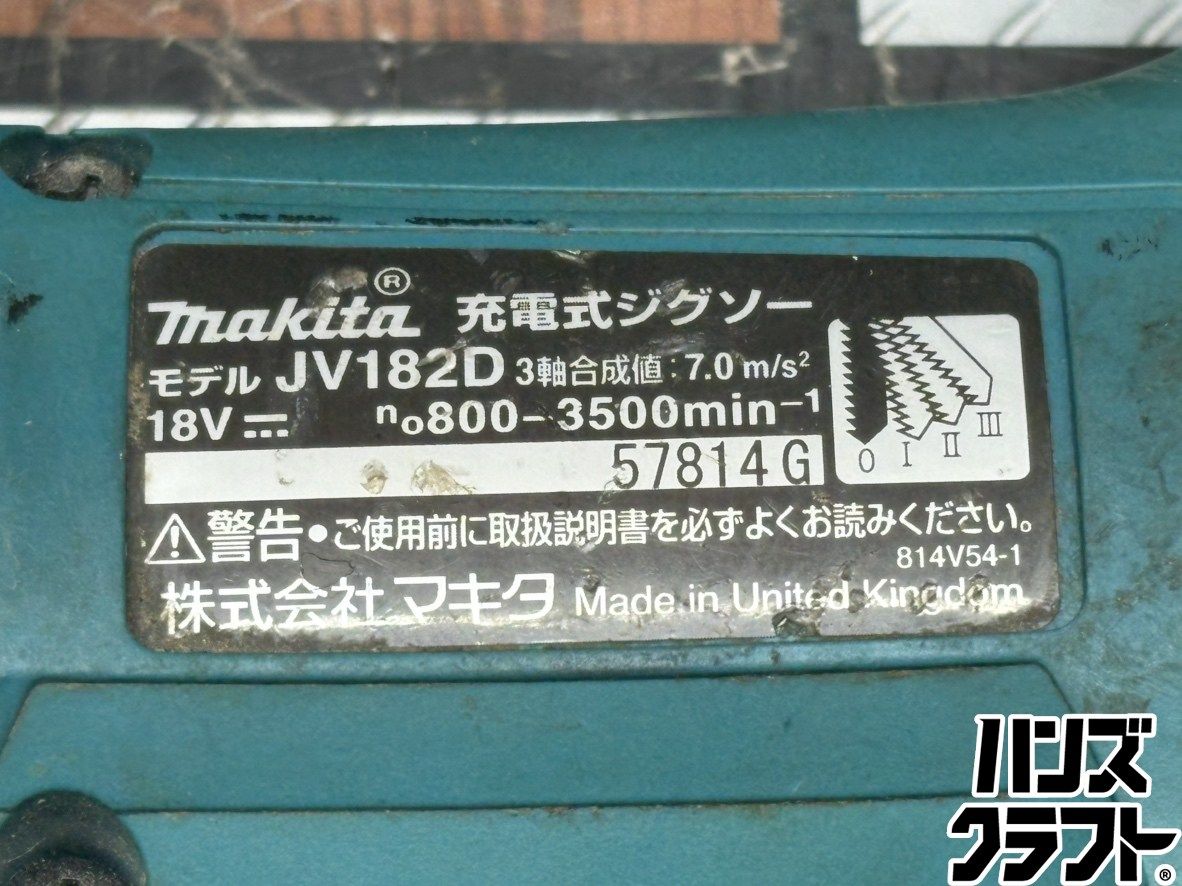 makita® 充電式ジグソー
モデル JV182D 3軸合成値:7.0 m/s²
18V⎓ no800-3500min-1
57814 G
0 I II III
⚠警告・ご使用前に取扱説明書を必ずよくお読みください。
814V54-1
株式会社マキタ Made in United Kingdom
ハンズ
クラフト®